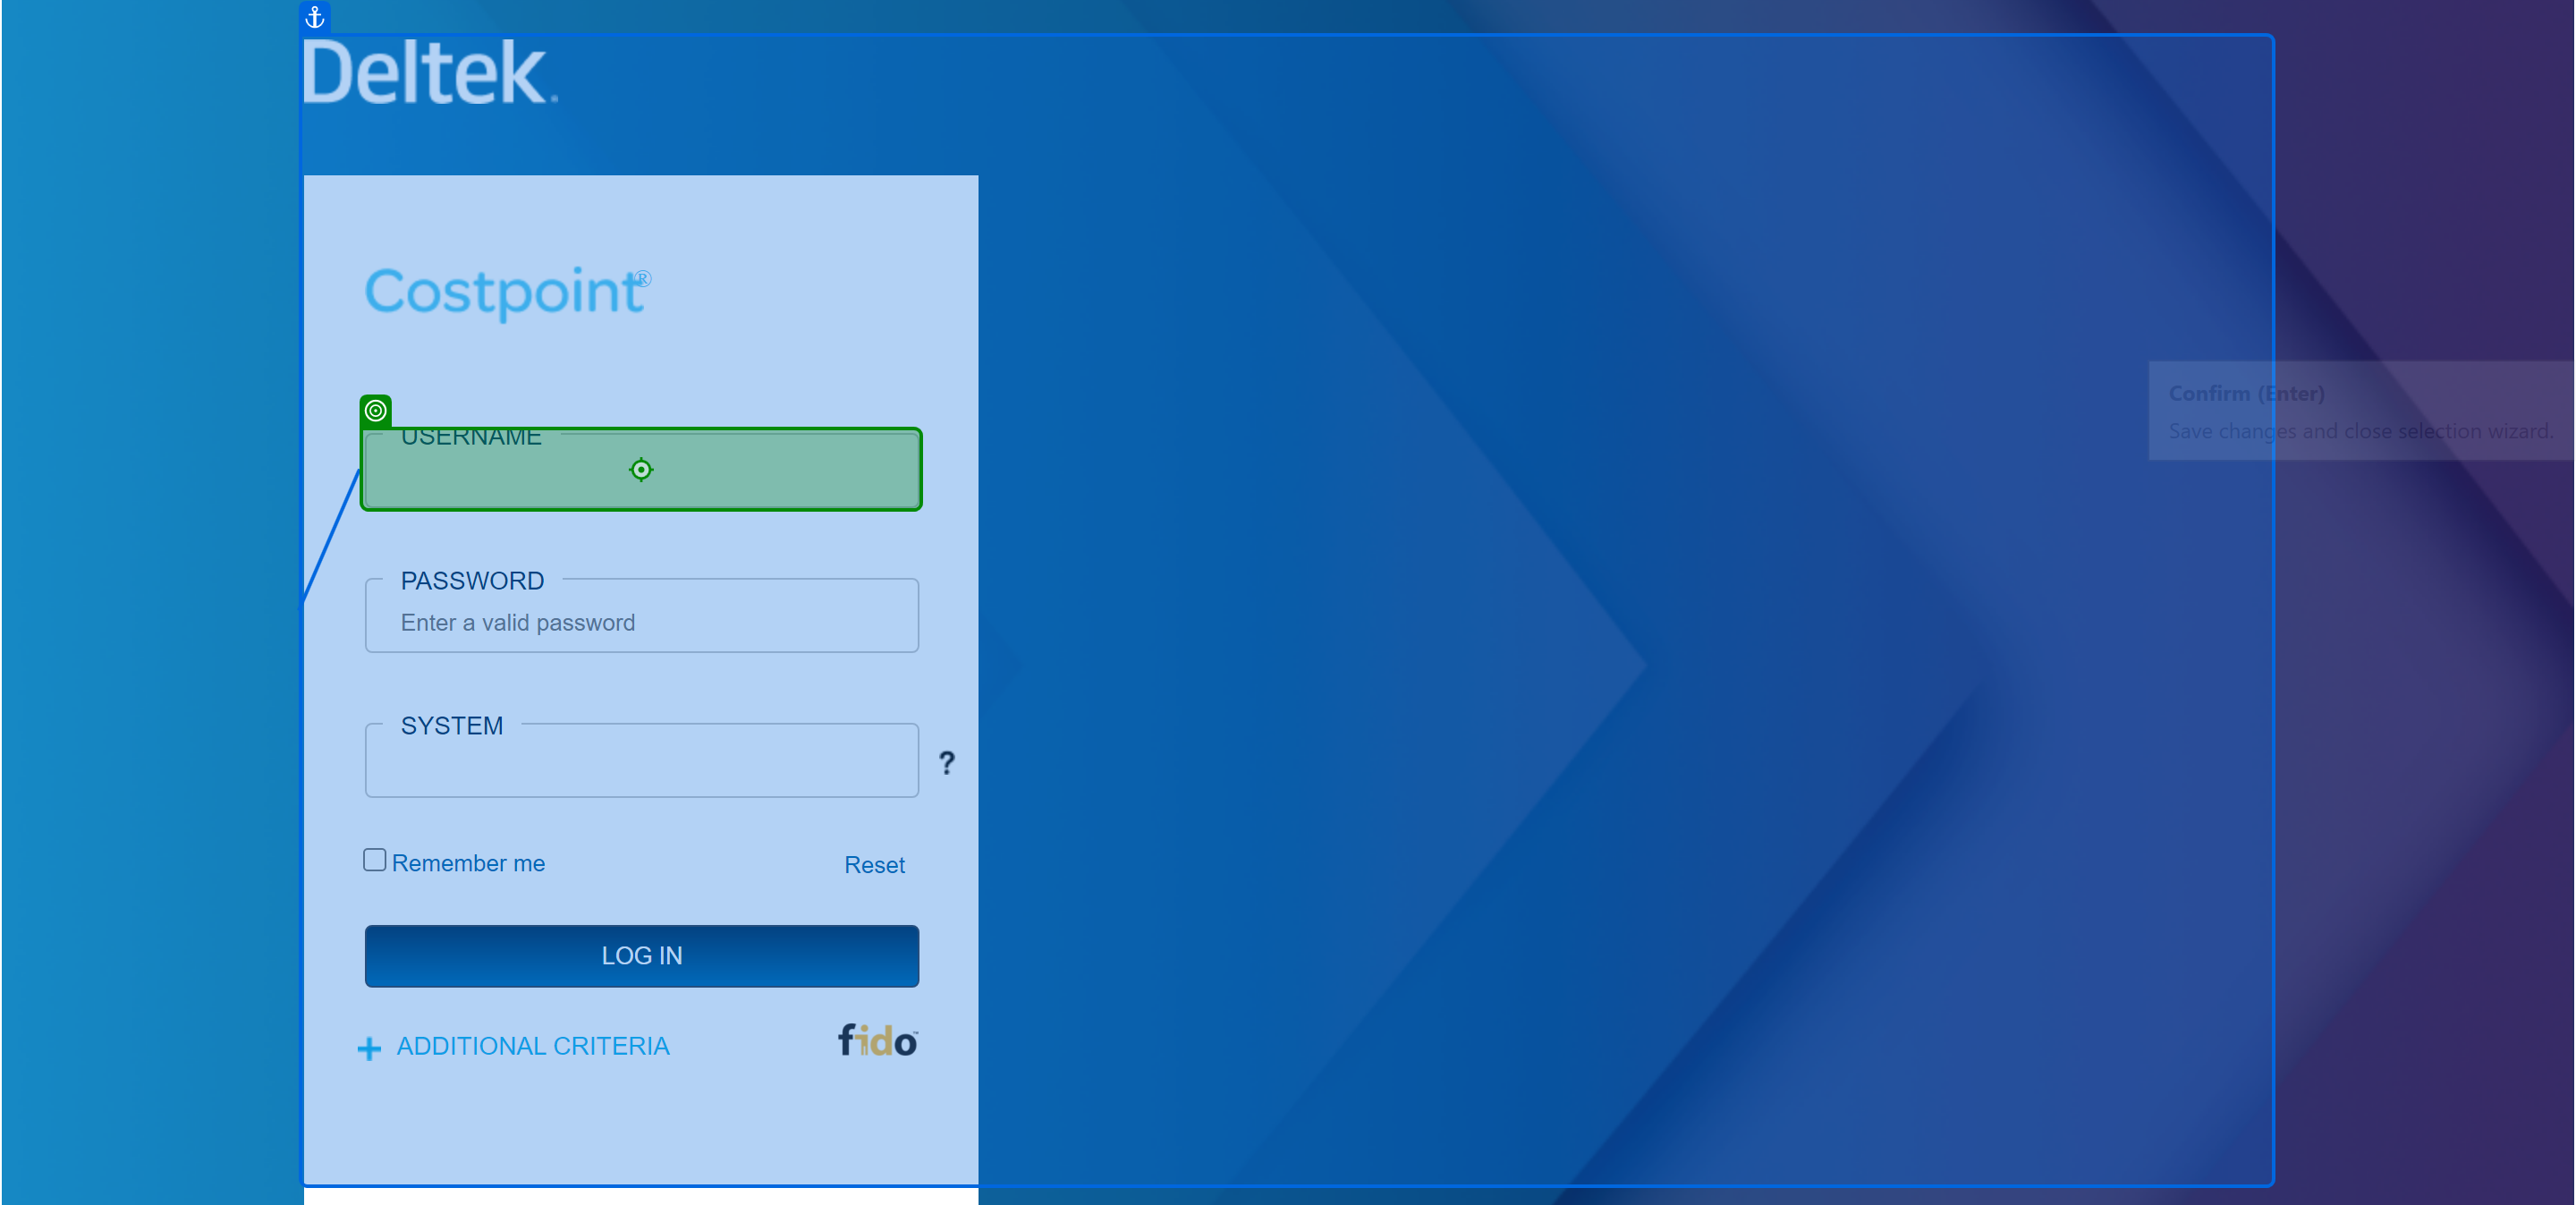 Deltek.
Costpoint®
USERNAME
PASSWORD
Enter a valid password
SYSTEM
?
Remember me
Reset
LOG IN
+ ADDITIONAL CRITERIA
fido™
Confirm (Enter)
Save changes and close selection wizard.